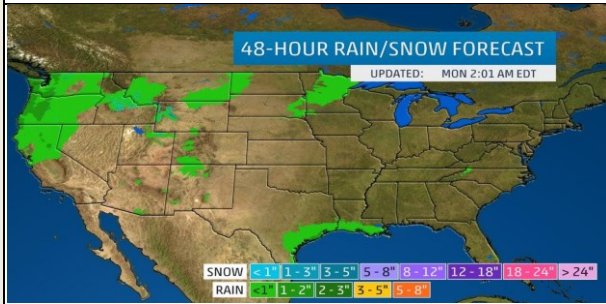 48-HOUR RAIN/SNOW FORECAST
UPDATED: MON 2:01 AM EDT
SNOW <1" 1 - 3" 3 - 5" 5 - 8" 8 - 12" 12 - 18" 18 - 24" > 24"
RAIN <1" 1 - 2" 2 - 3" 3 - 5" 5 - 8"